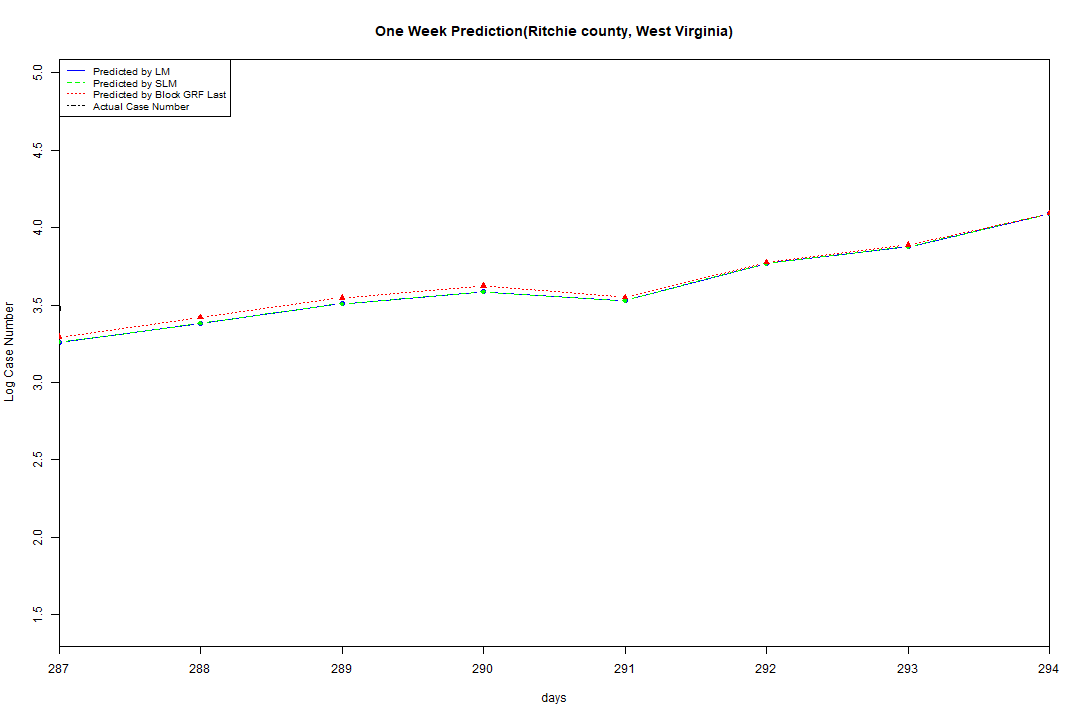 One Week Prediction(Ritchie county, West Virginia)
Predicted by LM
Predicted by SLM
Predicted by Block GRF Last
Actual Case Number
5.0
4.5
4.0
3.5
3.0
2.5
2.0
1.5
Log Case Number
287 288 289 290 291 292 293 294
days